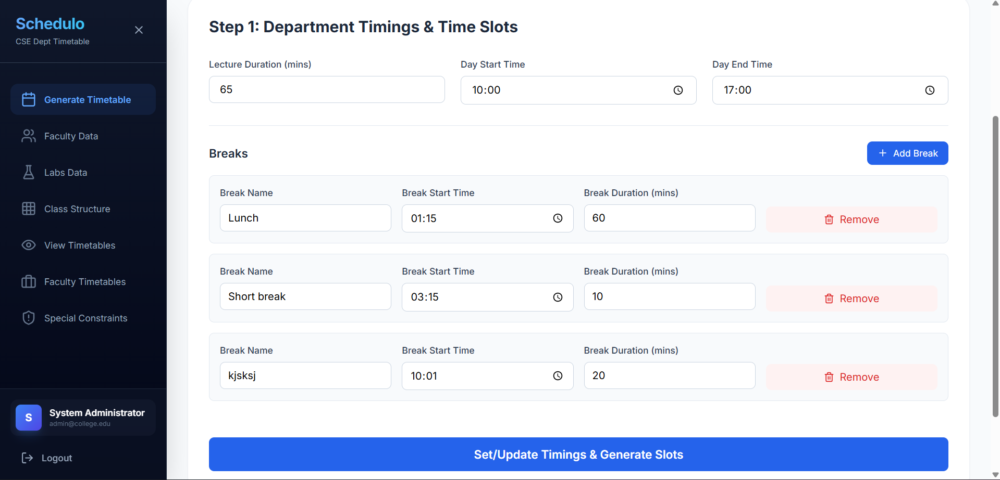 Schedulo
CSE Dept Timetable
Generate Timetable
Faculty Data
Labs Data
Class Structure
View Timetables
Faculty Timetables
Special Constraints
S
System Administrator
admin@college.edu
Logout
Step 1: Department Timings & Time Slots
Lecture Duration (mins) Day Start Time Day End Time
65 10:00 17:00
Breaks Add Break
Break Name Break Start Time Break Duration (mins)
Lunch 01:15 60 Remove
Break Name Break Start Time Break Duration (mins)
Short break 03:15 10 Remove
Break Name Break Start Time Break Duration (mins)
kjsksj 10:01 20 Remove
Set/Update Timings & Generate Slots